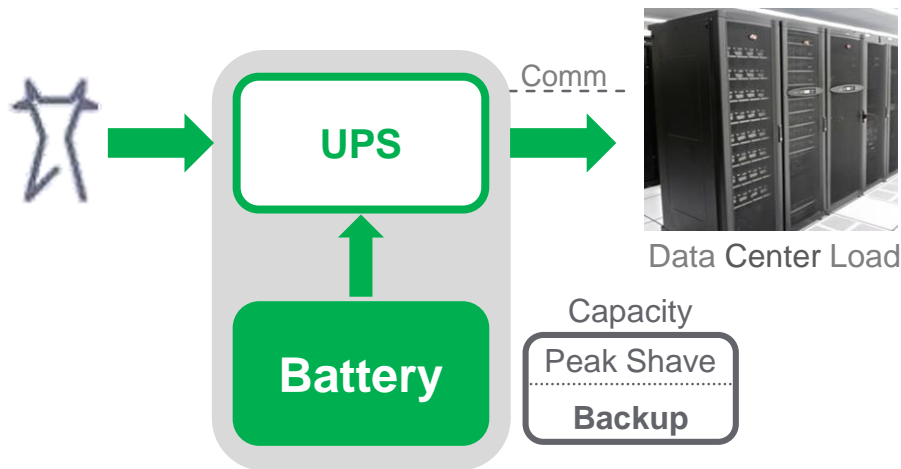 Comm
UPS
Data Center Load
Capacity
Peak Shave
Battery
Backup